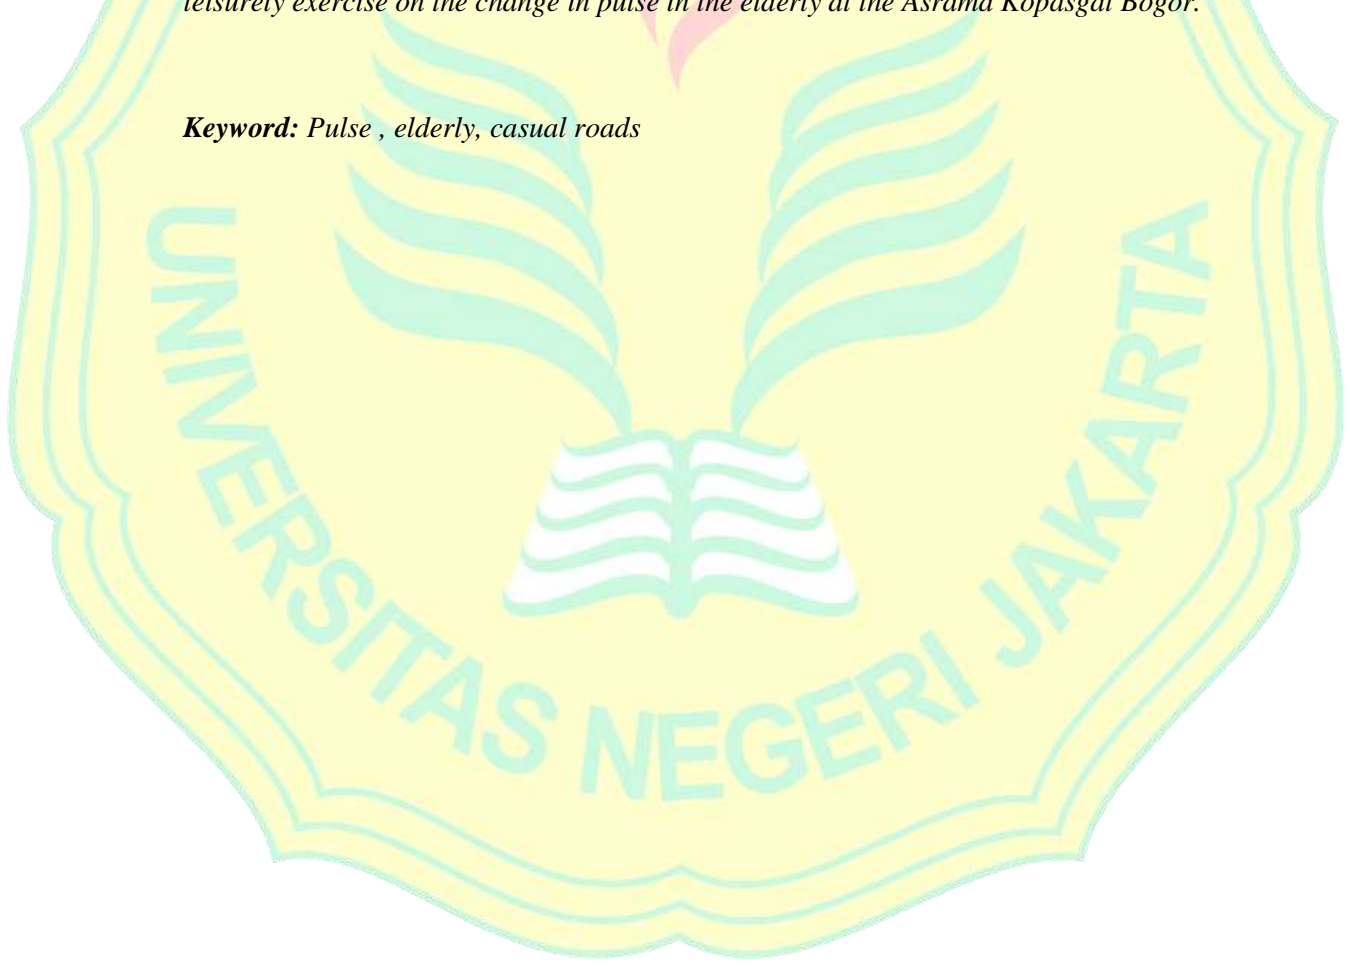 leisurely exercise on the change in pulse in the elderly at the Asrama Kopasgat Bogor.
Keyword: Pulse , elderly, casual roads
UNIVERSITAS NEGERI JAKARTA